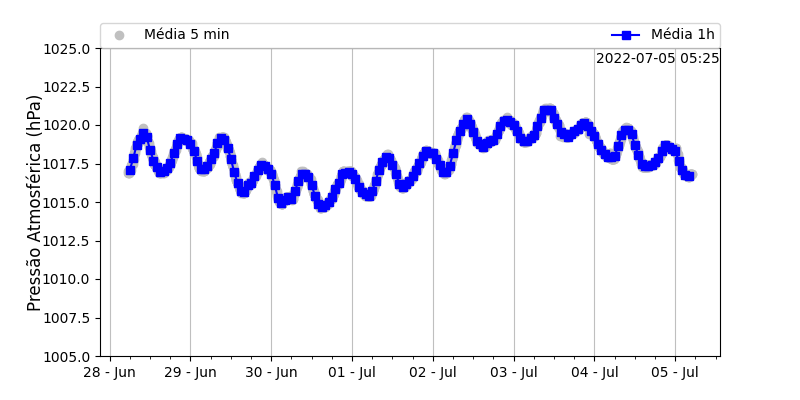 Média 5 min
Média 1h
2022-07-05 05:25
Pressão Atmosférica (hPa)
1025.0
1022.5
1020.0
1017.5
1015.0
1012.5
1010.0
1007.5
1005.0
28 - Jun
29 - Jun
30 - Jun
01 - Jul
02 - Jul
03 - Jul
04 - Jul
05 - Jul